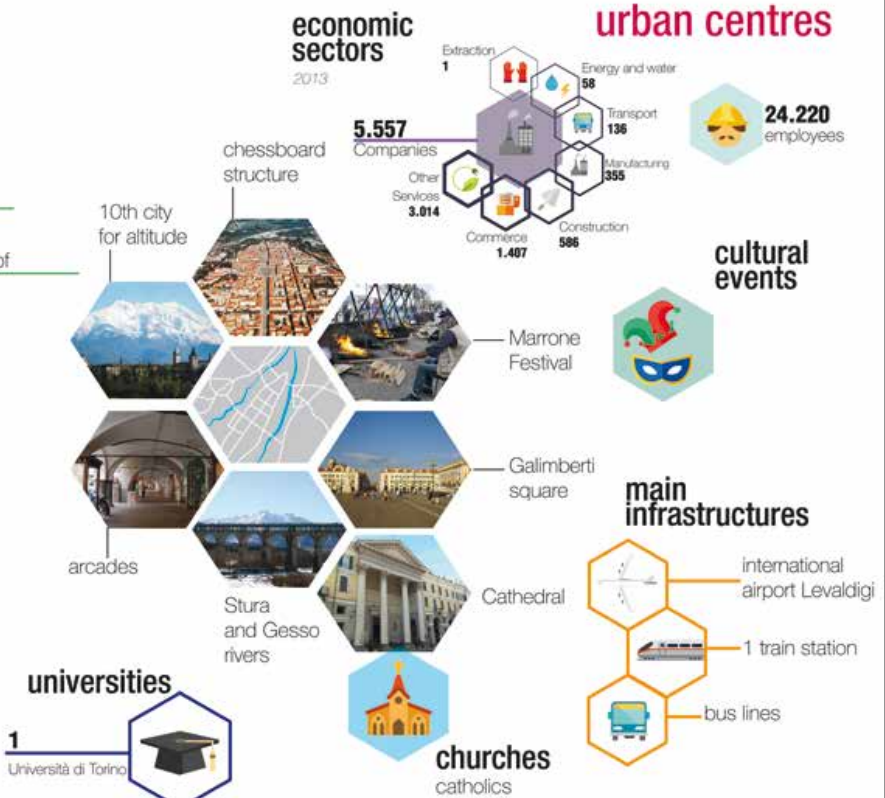 urban centres
economic
sectors
2013
Extraction
1
Energy and water
58
Transport
136
Manufacturing
355
Construction
586
Commerce
1.407
Other
Services
3.014
5.557
Companies
24.220
employees
chessboard
structure
10th city
for altitude
of
Marrone
Festival
Galimberti
square
Cathedral
Stura
and Gesso
rivers
arcades
cultural
events
main
infrastructures
international
airport Levaldigi
1 train station
bus lines
universities
1
Università di Torino
churches
catholics